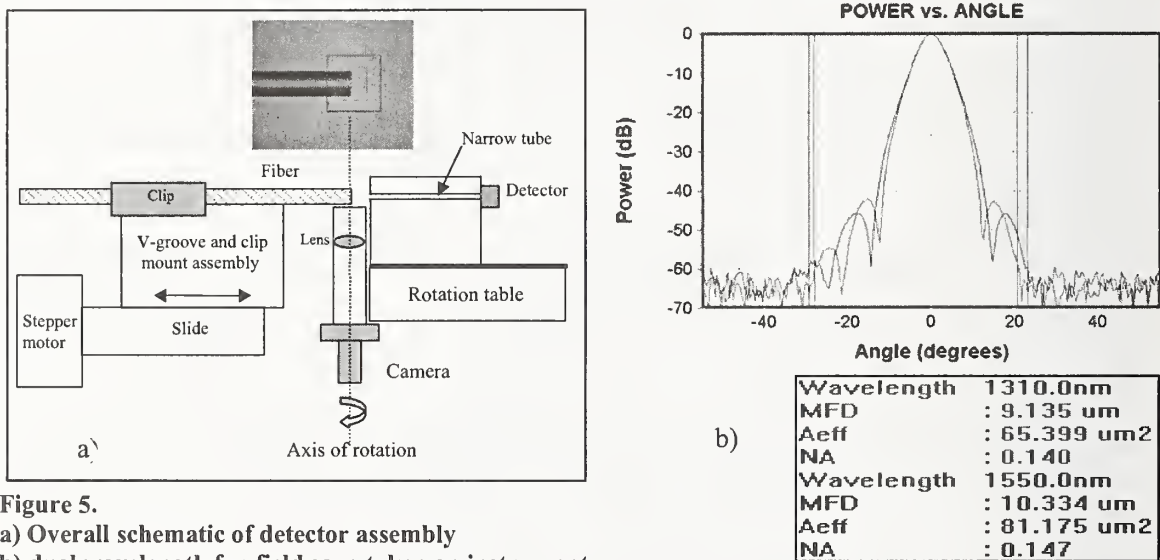 Narrow tube
Fiber
Clip
Detector
Lens
V-groove and clip
mount assembly
Rotation table
Stepper
motor
Slide
Camera
a)
Axis of rotation
POWER vs. ANGLE
Power (dB)
0
-10
-20
-30
-40
-50
-60
-70
-40
-20
0
20
40
Angle (degrees)
b)
Wavelength 1310.0nm
MFD : 9.135 um
Aeff : 65.399 um2
NA : 0.140
Wavelength 1550.0nm
MFD : 10.334 um
Aeff : 81.175 um2
NA : 0.147
Figure 5.
a) Overall schematic of detector assembly